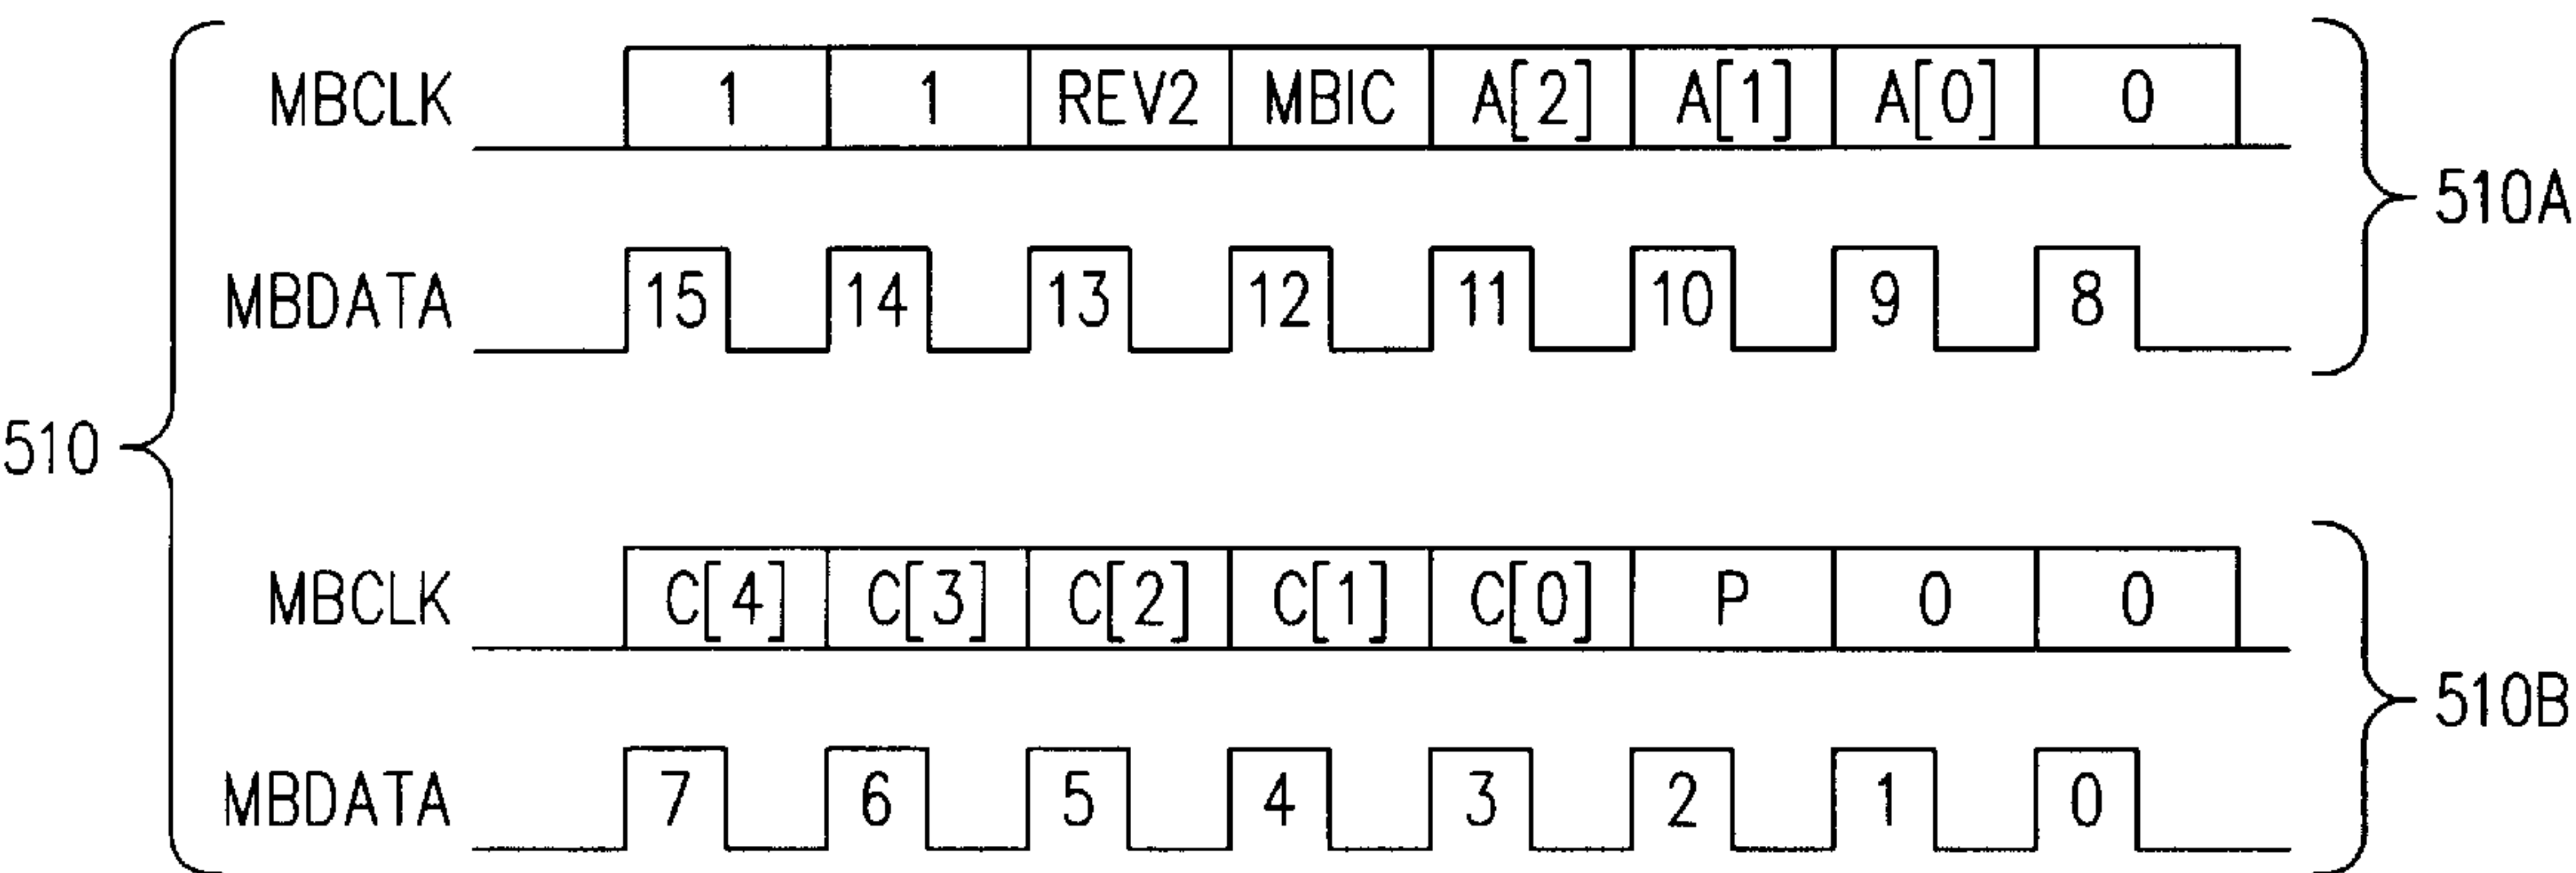 MBCLK 1 1 REV2 MBIC A[2] A[1] A[0] 0
510A
MBDATA 15 14 13 12 11 10 9 8
510
MBCLK C[4] C[3] C[2] C[1] C[0] P 0 0
510B
MBDATA 7 6 5 4 3 2 1 0